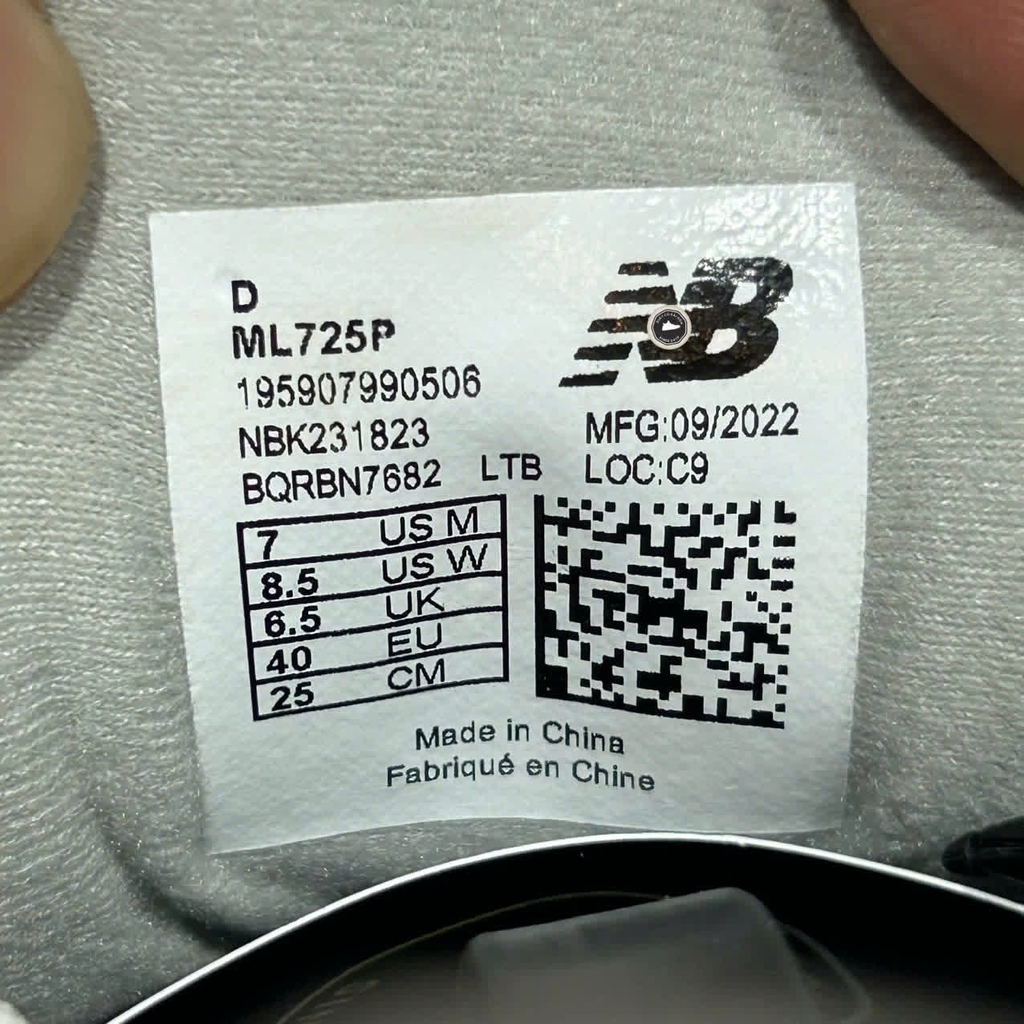 D
ML725P
195907990506
NBK231823
BQRBN7682 LTB
NB
MFG:09/2022
LOC:C9
7 US M
8.5 US W
6.5 UK
40 EU
25 CM
Made in China
Fabriqué en Chine